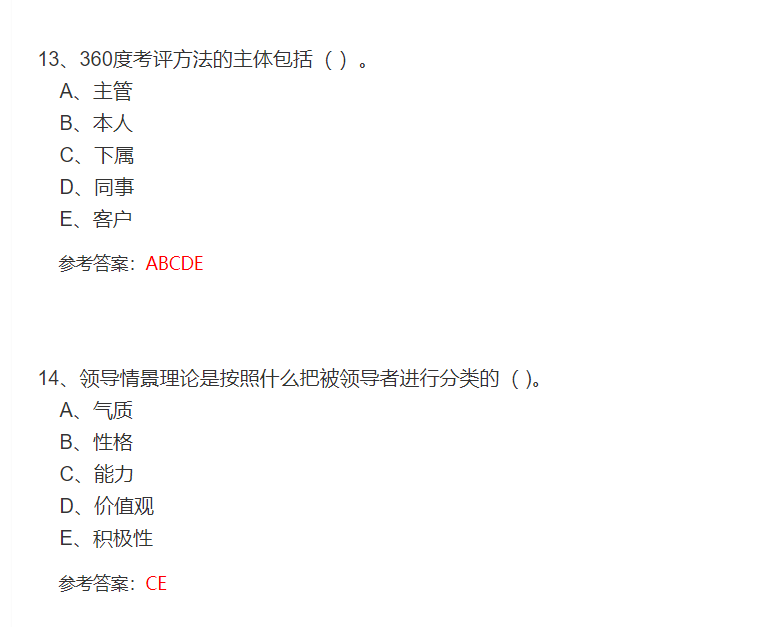 13、360度考评方法的主体包括（ ）。
A、主管
B、本人
C、下属
D、同事
E、客户
参考答案：ABCDE
14、领导情景理论是按照什么把被领导者进行分类的（ )。
A、气质
B、性格
C、能力
D、价值观
E、积极性
参考答案：CE